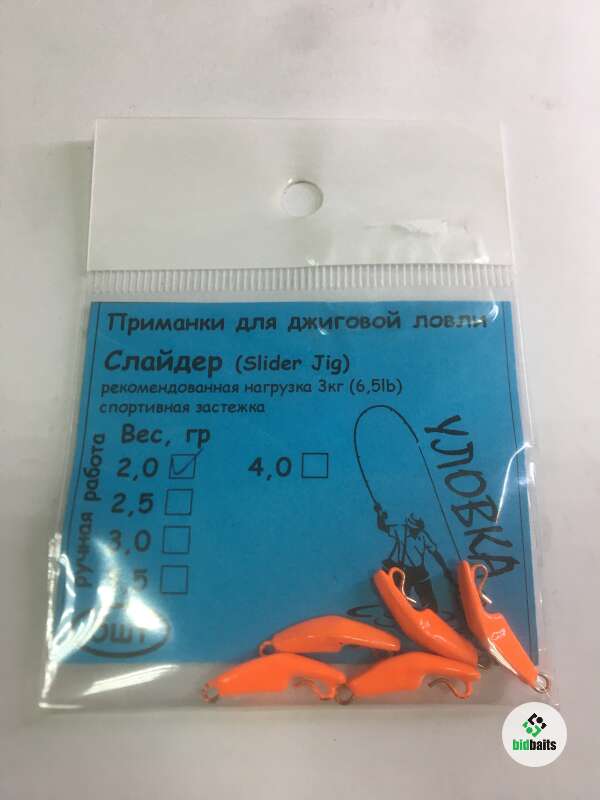 Приманки для джиговой ловли
Слайдер (Slider Jig)
рекомендованная нагрузка 3кг (6,5lb)
спортивная застежка
Вес, гр
2,0
4,0
2,5
3,0
ручная работа
УЛОВКА
bidbaits